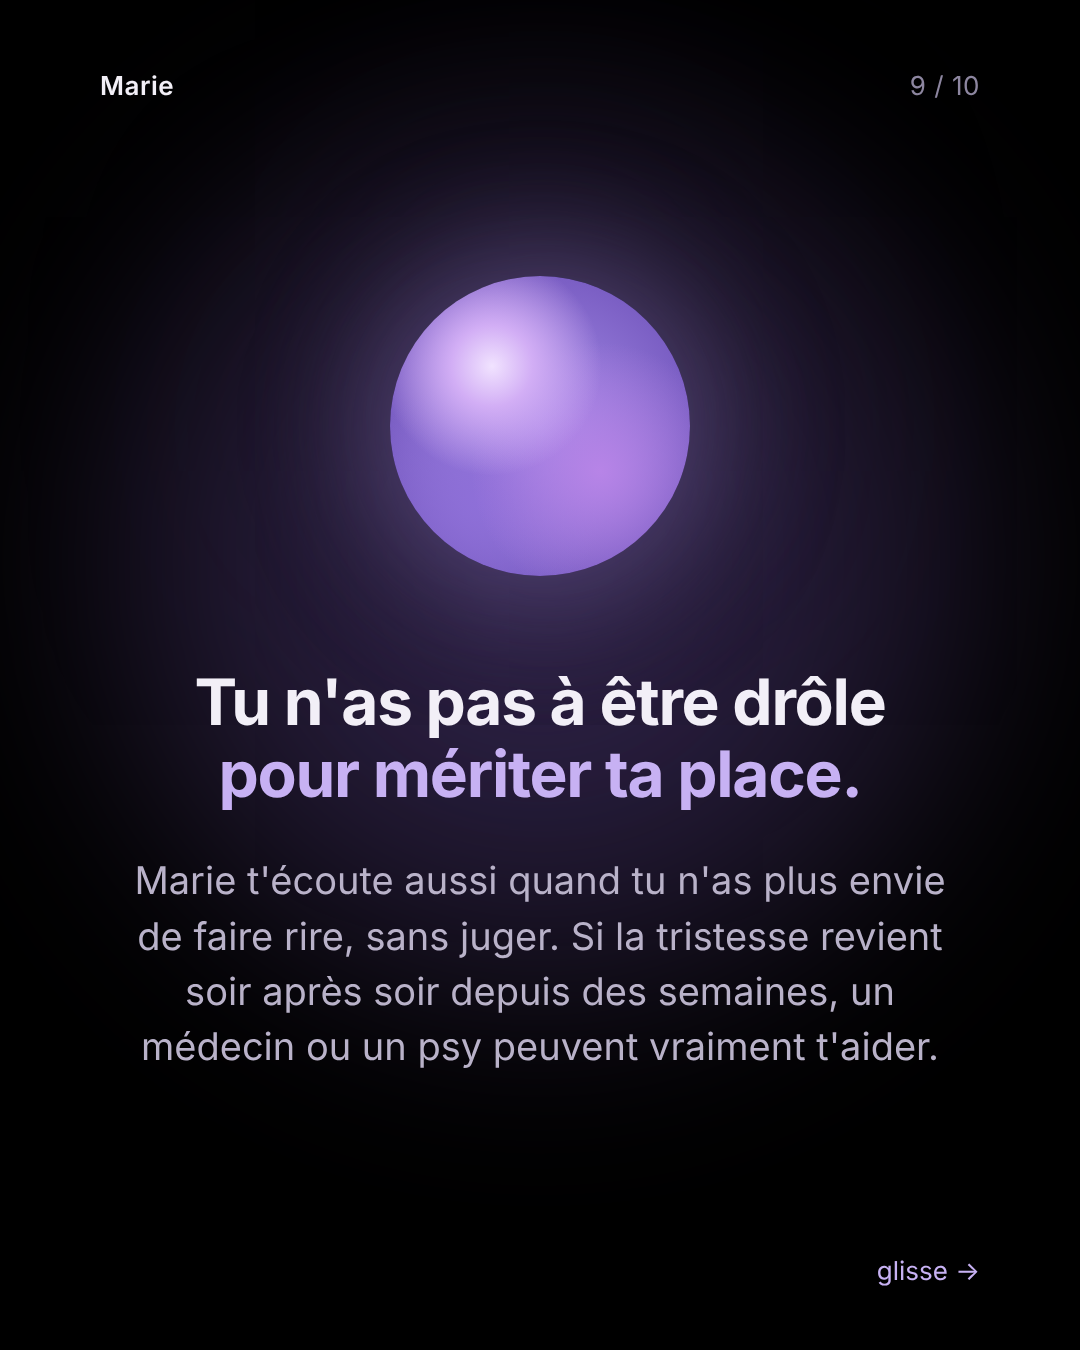 Marie
9 / 10
Tu n'as pas à être drôle
pour mériter ta place.
Marie t'écoute aussi quand tu n'as plus envie
de faire rire, sans juger. Si la tristesse revient
soir après soir depuis des semaines, un
médecin ou un psy peuvent vraiment t'aider.
glisse →